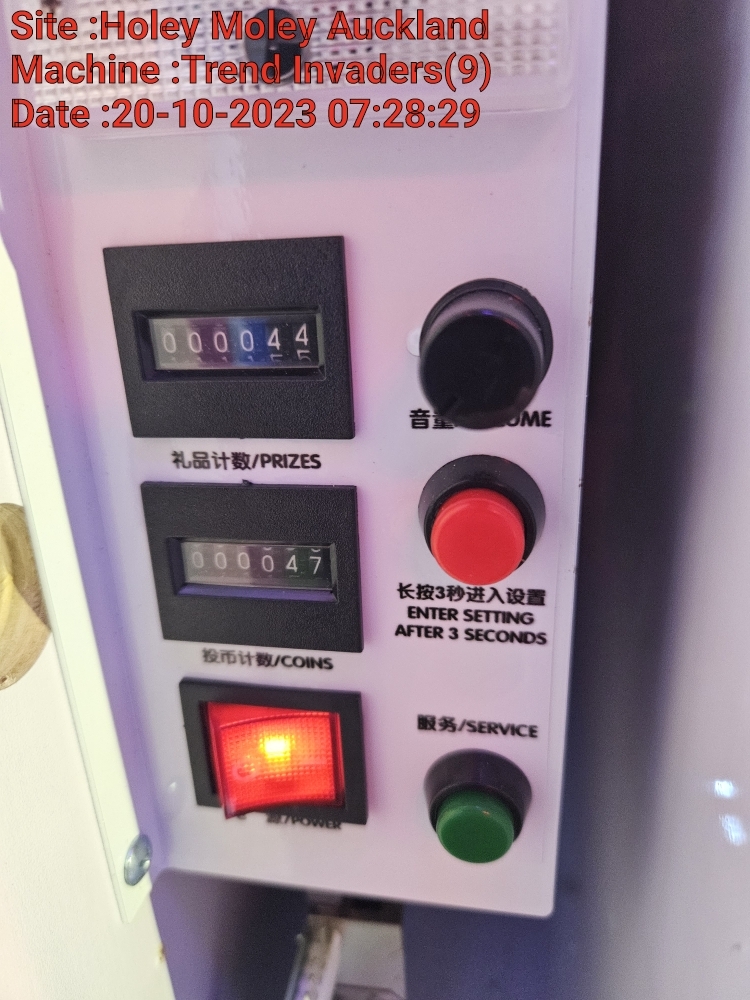 Site :Holey Moley Auckland
Machine :Trend Invaders(9)
Date :20-10-2023 07:28:29
000044
礼品计数/PRIZES
000047
投币计数/COINS
长按3秒进入设置
ENTER SETTING
AFTER 3 SECONDS
服务/SERVICE
源/POWER